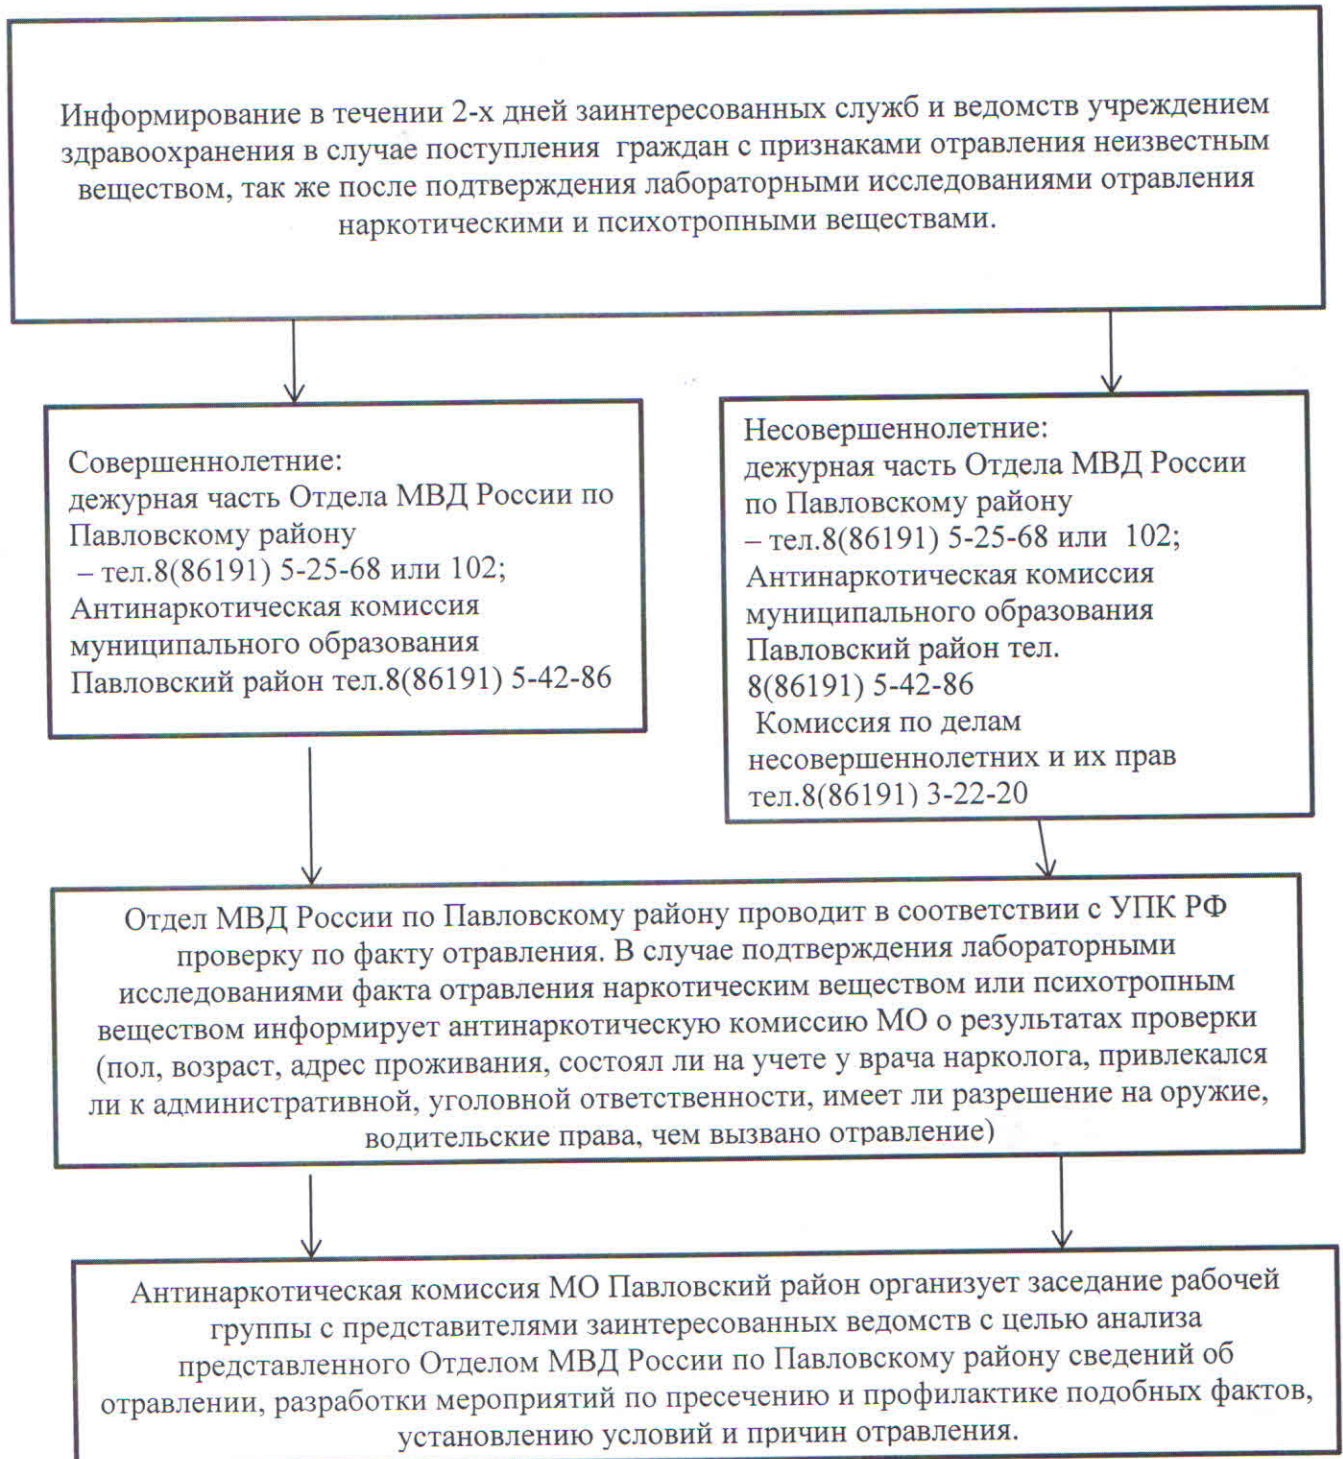 Информирование в течении 2-х дней заинтересованных служб и ведомств учреждением
здравоохранения в случае поступления граждан с признаками отравления неизвестным
веществом, так же после подтверждения лабораторными исследованиями отравления
наркотическими и психотропными веществами.
Совершеннолетние:
дежурная часть Отдела МВД России по
Павловскому району
– тел.8(86191) 5-25-68 или 102;
Антинаркотическая комиссия
муниципального образования
Павловский район тел.8(86191) 5-42-86
Несовершеннолетние:
дежурная часть Отдела МВД России
по Павловскому району
– тел.8(86191) 5-25-68 или 102;
Антинаркотическая комиссия
муниципального образования
Павловский район тел.
8(86191) 5-42-86
Комиссия по делам
несовершеннолетних и их прав
тел.8(86191) 3-22-20
Отдел МВД России по Павловскому району проводит в соответствии с УПК РФ
проверку по факту отравления. В случае подтверждения лабораторными
исследованиями факта отравления наркотическим веществом или психотропным
веществом информирует антинаркотическую комиссию МО о результатах проверки
(пол, возраст, адрес проживания, состоял ли на учете у врача нарколога, привлекался
ли к административной, уголовной ответственности, имеет ли разрешение на оружие,
водительские права, чем вызвано отравление)
Антинаркотическая комиссия МО Павловский район организует заседание рабочей
группы с представителями заинтересованных ведомств с целью анализа
представленного Отделом МВД России по Павловскому району сведений об
отравлении, разработки мероприятий по пресечению и профилактике подобных фактов,
установлению условий и причин отравления.